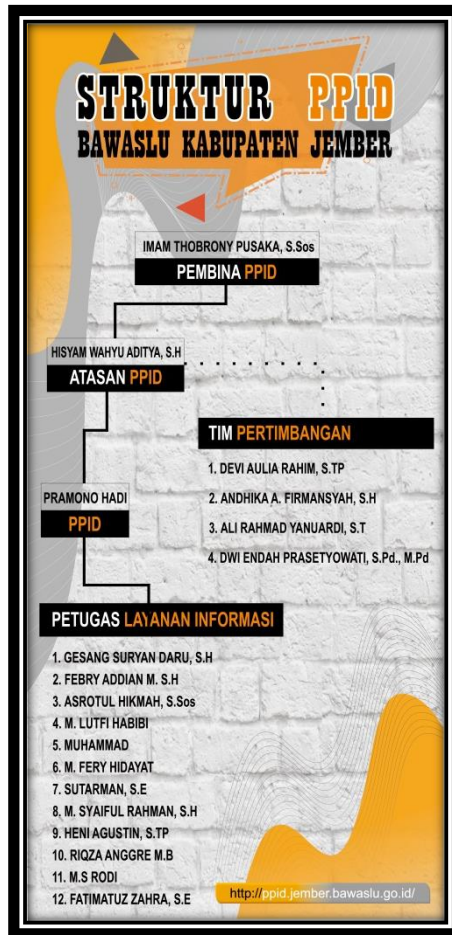 STRUKTUR PPID
BAWASLU KABUPATEN JEMBER
IMAM THOBRONY PUSAKA, S.Sos
PEMBINA PPID
HISYAM WAHYU ADITYA, S.H
ATASAN PPID
TIM PERTIMBANGAN
1. DEVI AULIA RAHIM, S.TP
2. ANDHIKA A. FIRMANSYAH, S.H
3. ALI RAHMAD YANUARDI, S.T
4. DWI ENDAH PRASETYOWATI, S.Pd., M.Pd
PRAMONO HADI
PPID
PETUGAS LAYANAN INFORMASI
1. GESANG SURYAN DARU, S.H
2. FEBRY ADDIAN M. S.H
3. ASROTUL HIKMAH, S.Sos
4. M. LUTFI HABIBI
5. MUHAMMAD
6. M. FERY HIDAYAT
7. SUTARMAN, S.E
8. M. SYAIFUL RAHMAN, S.H
9. HENI AGUSTIN, S.TP
10. RIQZA ANGGRE M.B
11. M.S RODI
12. FATIMATUZ ZAHRA, S.E
http://ppid.jember.bawaslu.go.id/